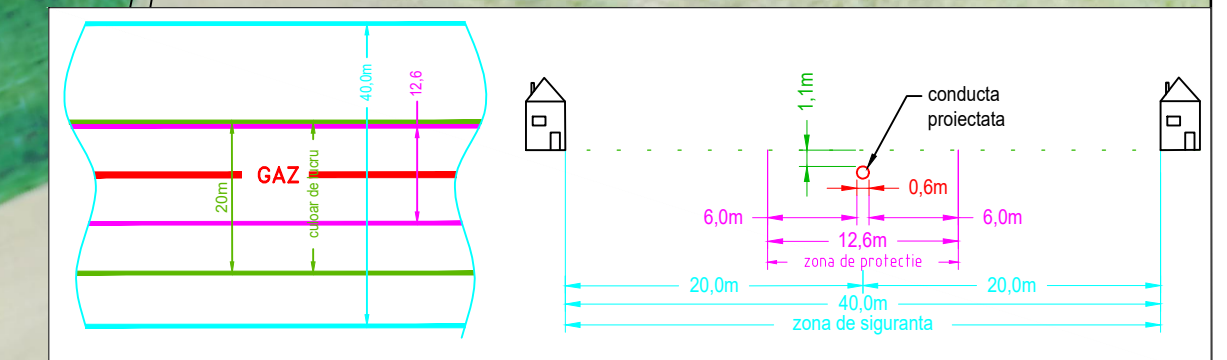 40,0m
12,6
20m
culoar de lucru
GAZ
1,1m
conducta
proiectata
0,6m
6,0m
6,0m
12,6m
zona de protectie
20,0m
20,0m
40,0m
zona de siguranta